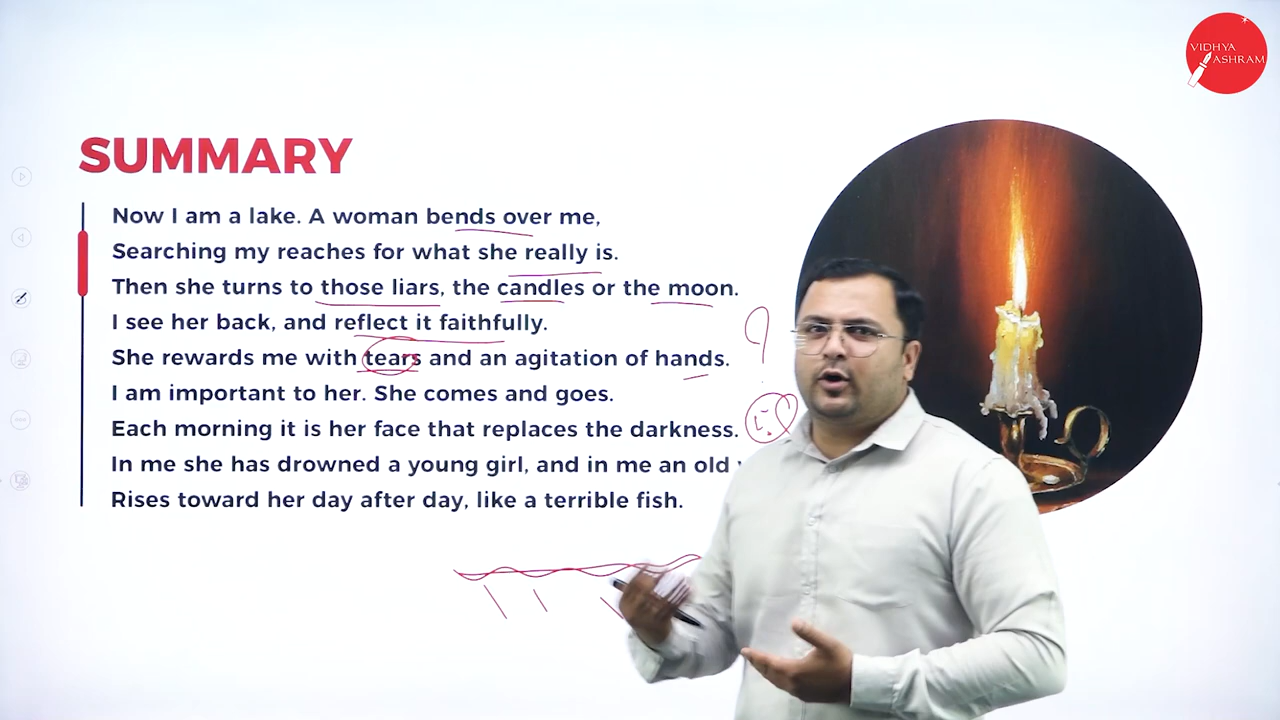 VIDHYA
ASHRAM
SUMMARY
Now I am a lake. A woman bends over me,
Searching my reaches for what she really is.
Then she turns to those liars, the candles or the moon.
I see her back, and reflect it faithfully.
She rewards me with tears and an agitation of hands.
I am important to her. She comes and goes.
Each morning it is her face that replaces the darkness.
In me she has drowned a young girl, and in me an old
Rises toward her day after day, like a terrible fish.